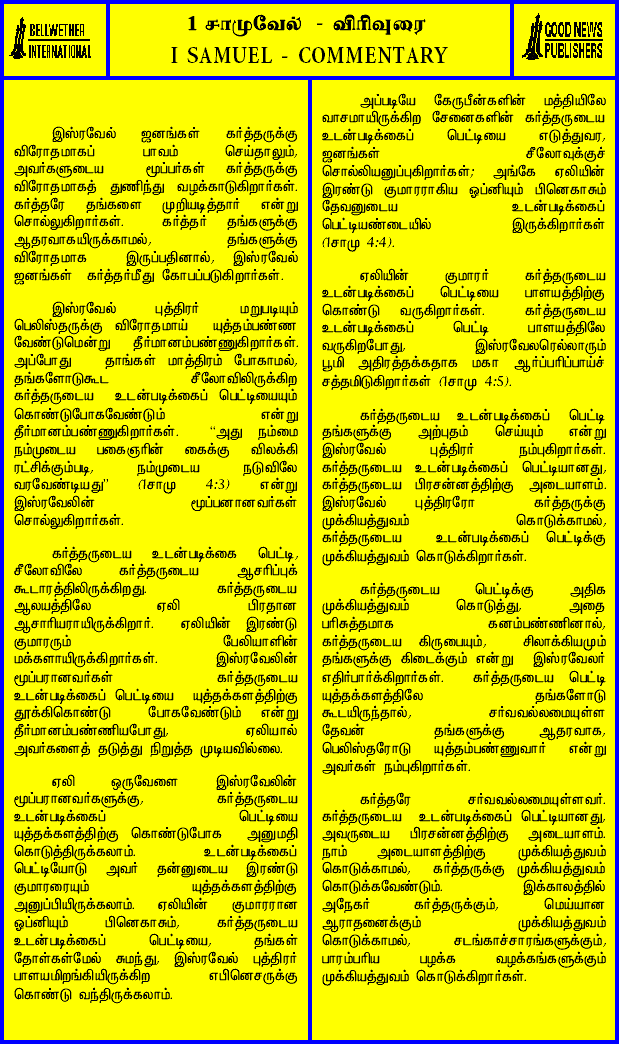 BELLWETHER
INTERNATIONAL
1 சாமுவேல் - விரிவுரை
I SAMUEL - COMMENTARY
GOOD NEWS
PUBLISHERS
இஸ்ரவேல் ஜனங்கள் கர்த்தருக்கு
விரோதமாகப் பாவம் செய்தாலும்,
அவர்களுடைய மூப்பர்கள் கர்த்தருக்கு
விரோதமாகத் துணிந்து வழக்காடுகிறார்கள்.
கர்த்தரே தங்களை முறியடித்தார் என்று
சொல்லுகிறார்கள். கர்த்தர் தங்களுக்கு
ஆதரவாகயிருக்காமல், தங்களுக்கு
விரோதமாக இருப்பதினால், இஸ்ரவேல்
ஜனங்கள் கர்த்தர்மீது கோபப்படுகிறார்கள்.
இஸ்ரவேல் புத்திரர் மறுபடியும்
பெலிஸ்தருக்கு விரோதமாய் யுத்தம்பண்ண
வேண்டுமென்று தீர்மானம்பண்ணுகிறார்கள்.
அப்போது தாங்கள் மாத்திரம் போகாமல்,
தங்களோடுகூட சீலோவிலிருக்கிற
கர்த்தருடைய உடன்படிக்கைப் பெட்டியையும்
கொண்டுபோகவேண்டும் என்று
தீர்மானம்பண்ணுகிறார்கள். “அது நம்மை
நம்முடைய பகைஞரின் கைக்கு விலக்கி
ரட்சிக்கும்படி, நம்முடைய நடுவிலே
வரவேண்டியது” (1சாமு 4:3) என்று
இஸ்ரவேலின் மூப்பனானவர்கள்
சொல்லுகிறார்கள்.
கர்த்தருடைய உடன்படிக்கை பெட்டி,
சீலோவிலே கர்த்தருடைய ஆசரிப்புக்
கூடாரத்திலிருக்கிறது. கர்த்தருடைய
ஆலயத்திலே ஏலி பிரதான
ஆசாரியராயிருக்கிறார். ஏலியின் இரண்டு
குமாரரும் பேலியாளின்
மக்களாயிருக்கிறார்கள். இஸ்ரவேலின்
மூப்பரானவர்கள் கர்த்தருடைய
உடன்படிக்கைப் பெட்டியை யுத்தக்களத்திற்கு
தூக்கிகொண்டு போகவேண்டும் என்று
தீர்மானம்பண்ணியபோது, ஏலியால்
அவர்களைத் தடுத்து நிறுத்த முடியவில்லை.
ஏலி ஒருவேளை இஸ்ரவேலின்
மூப்பரானவர்களுக்கு, கர்த்தருடைய
உடன்படிக்கைப் பெட்டியை
யுத்தக்களத்திற்கு கொண்டுபோக அனுமதி
கொடுத்திருக்கலாம். உடன்படிக்கைப்
பெட்டியோடு அவர் தன்னுடைய இரண்டு
குமாரரையும் யுத்தக்களத்திற்கு
அனுப்பியிருக்கலாம். ஏலியின் குமாரரான
ஓப்னியும் பினெகாசும், கர்த்தருடைய
உடன்படிக்கைப் பெட்டியை, தங்கள்
தோள்கள்மேல் சுமந்து, இஸ்ரவேல் புத்திரர்
பாளயமிறங்கியிருக்கிற எபினெசருக்கு
கொண்டு வந்திருக்கலாம்.
அப்படியே கேருபீன்களின் மத்தியிலே
வாசமாயிருக்கிற சேனைகளின் கர்த்தருடைய
உடன்படிக்கைப் பெட்டியை எடுத்துவர,
ஜனங்கள் சீலோவுக்குச்
சொல்லியனுப்புகிறார்கள்; அங்கே ஏலியின்
இரண்டு குமாரராகிய ஒப்னியும் பினெகாசும்
தேவனுடைய உடன்படிக்கைப்
பெட்டியண்டையில் இருக்கிறார்கள்
(1சாமு 4:4).
ஏலியின் குமாரர் கர்த்தருடைய
உடன்படிக்கைப் பெட்டியை பாளயத்திற்கு
கொண்டு வருகிறார்கள். கர்த்தருடைய
உடன்படிக்கைப் பெட்டி பாளயத்திலே
வருகிறபோது, இஸ்ரவேலரெல்லாரும்
பூமி அதிரத்தக்கதாக மகா ஆர்ப்பரிப்பாய்ச்
சத்தமிடுகிறார்கள் (1சாமு 4:5).
கர்த்தருடைய உடன்படிக்கைப் பெட்டி
தங்களுக்கு அற்புதம் செய்யும் என்று
இஸ்ரவேல் புத்திரர் நம்புகிறார்கள்.
கர்த்தருடைய உடன்படிக்கைப் பெட்டியானது,
கர்த்தருடைய பிரசன்னத்திற்கு அடையாளம்.
இஸ்ரவேல் புத்திரரோ கர்த்தருக்கு
முக்கியத்துவம் கொடுக்காமல்,
கர்த்தருடைய உடன்படிக்கைப் பெட்டிக்கு
முக்கியத்துவம் கொடுக்கிறார்கள்.
கர்த்தருடைய பெட்டிக்கு அதிக
முக்கியத்துவம் கொடுத்து, அதை
பரிசுத்தமாக கனம்பண்ணினால்,
கர்த்தருடைய கிருபையும், சிலாக்கியமும்
தங்களுக்கு கிடைக்கும் என்று இஸ்ரவேலர்
எதிர்பார்க்கிறார்கள். கர்த்தருடைய பெட்டி
யுத்தக்களத்திலே தங்களோடு
கூடயிருந்தால், சர்வவல்லமையுள்ள
தேவன் தங்களுக்கு ஆதரவாக,
பெலிஸ்தரோடு யுத்தம்பண்ணுவார் என்று
அவர்கள் நம்புகிறார்கள்.
கர்த்தரே சர்வவல்லமையுள்ளவர்.
கர்த்தருடைய உடன்படிக்கைப் பெட்டியானது,
அவருடைய பிரசன்னத்திற்கு அடையாளம்.
நாம் அடையாளத்திற்கு முக்கியத்துவம்
கொடுக்காமல், கர்த்தருக்கு முக்கியத்துவம்
கொடுக்கவேண்டும். இக்காலத்தில்
அநேகர் கர்த்தருக்கும், மெய்யான
ஆராதனைக்கும் முக்கியத்துவம்
கொடுக்காமல், சடங்காச்சாரங்களுக்கும்,
பாரம்பரிய பழக்க வழக்கங்களுக்கும்
முக்கியத்துவம் கொடுக்கிறார்கள்.